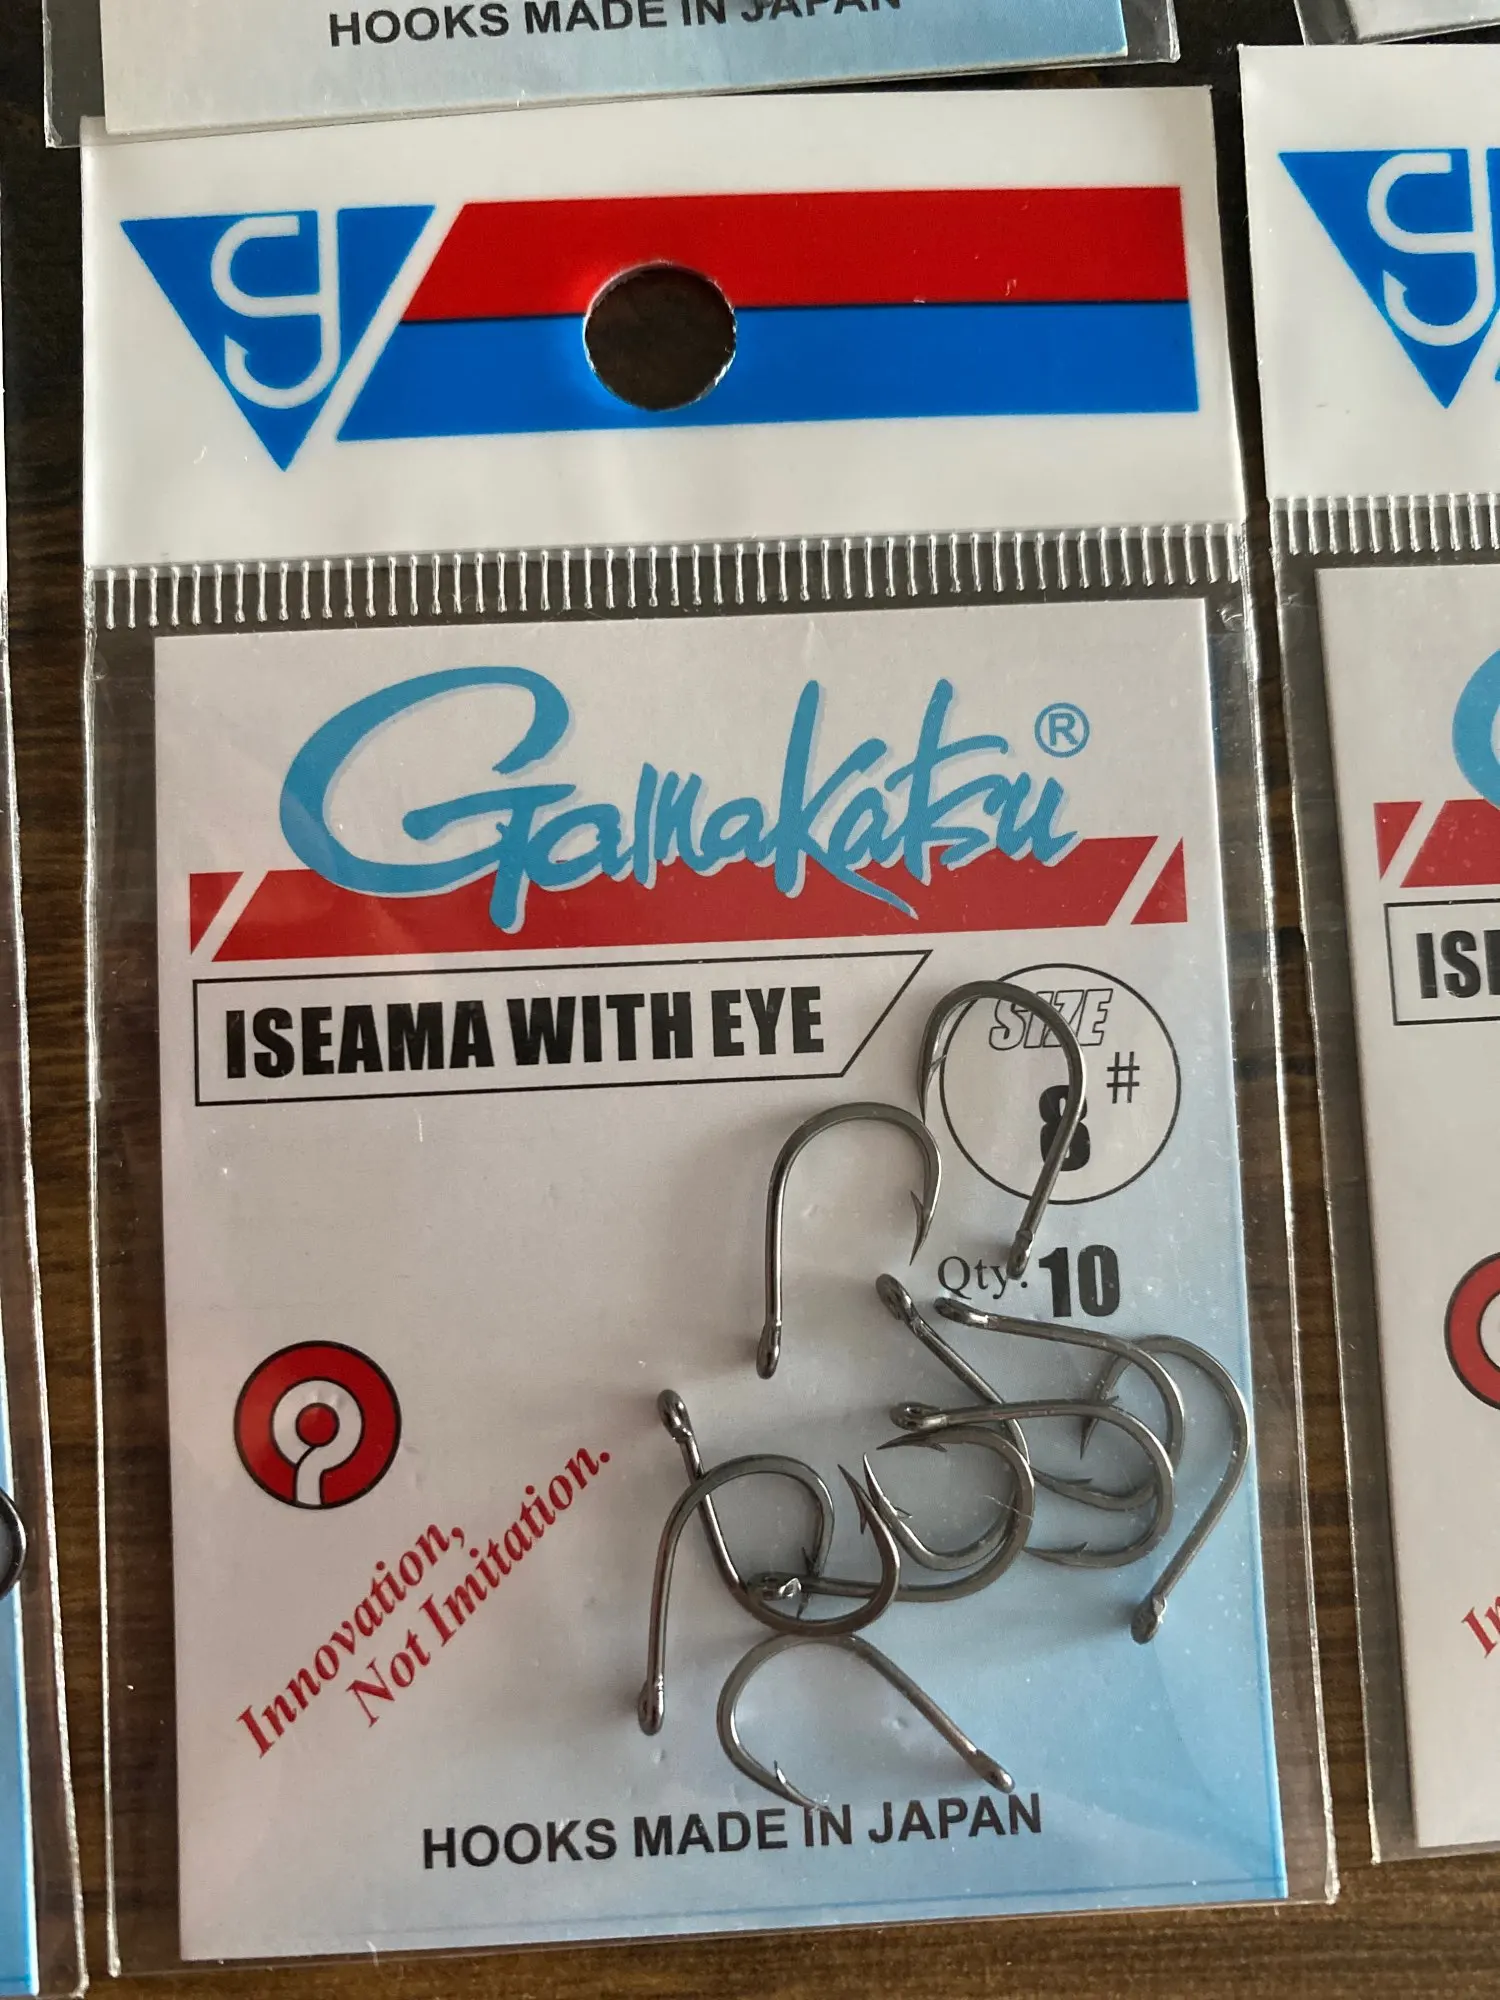 HOOKS MADE IN JAPAN
Gamakatsu®
ISEAMA WITH EYE
SIZE
8 #
Qty: 10
Innovation,
Not Imitation.
HOOKS MADE IN JAPAN
ISE
In